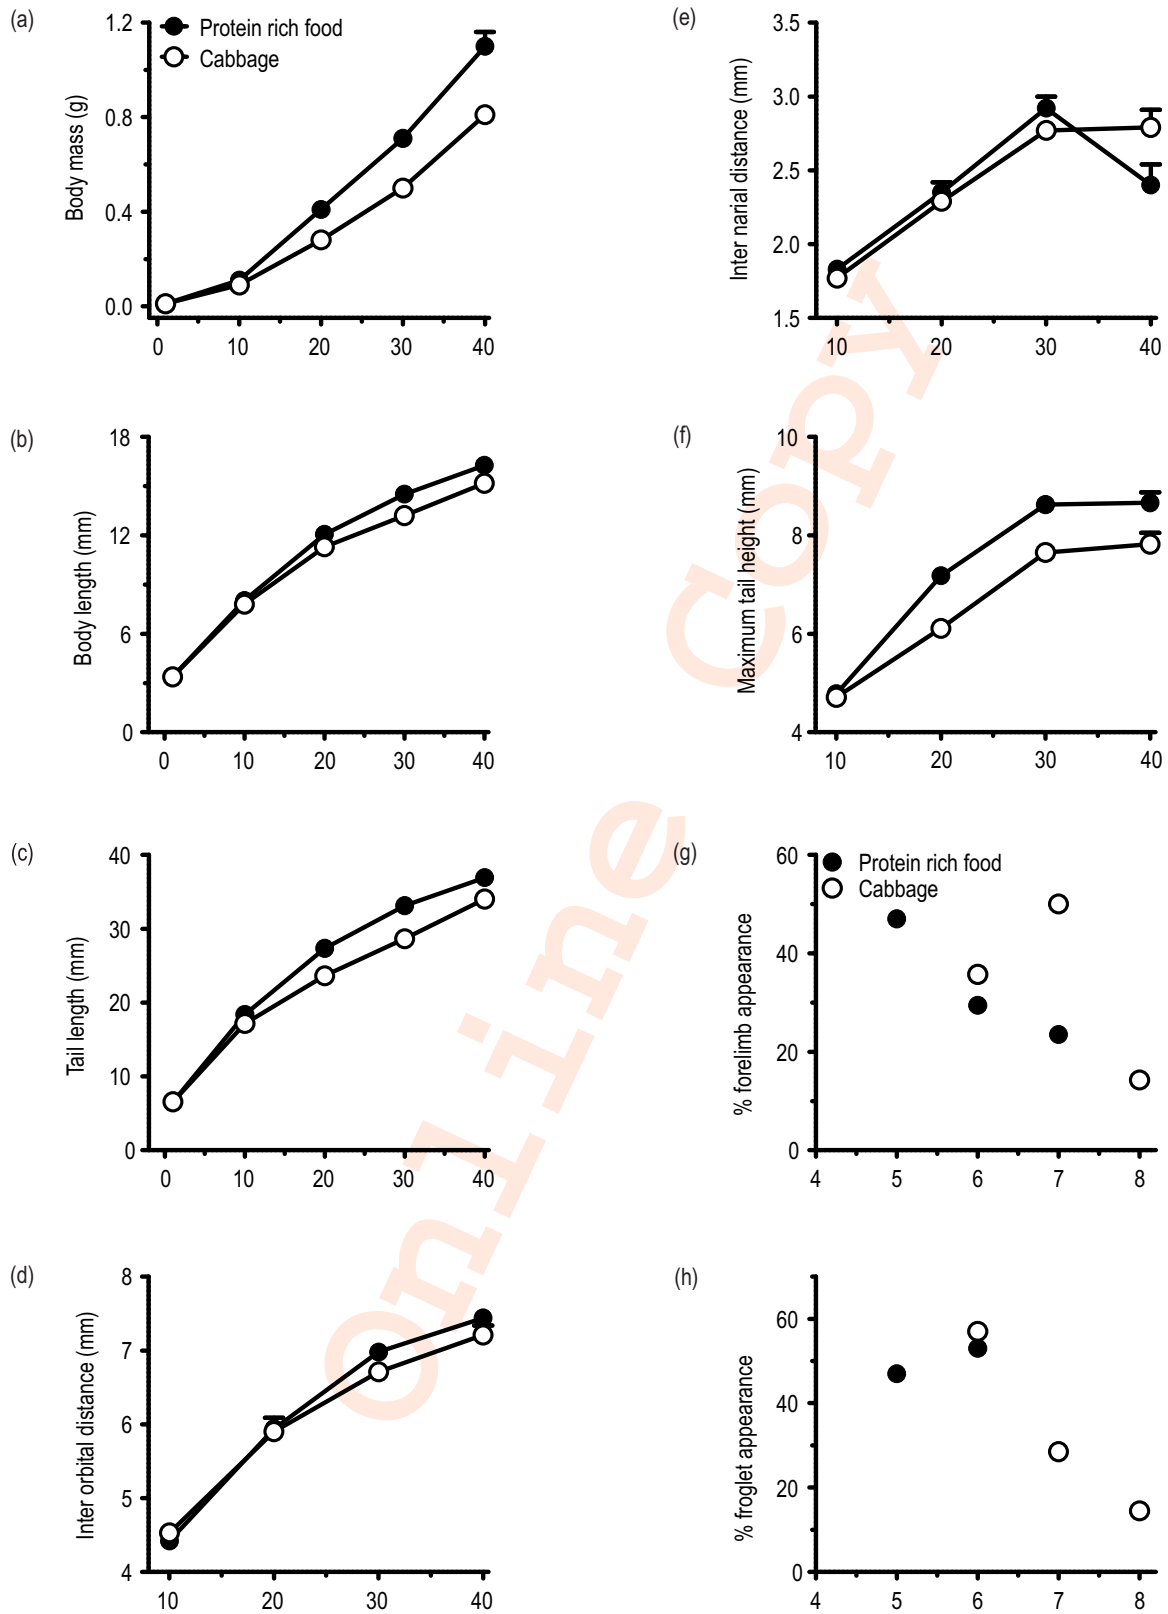 (a)
1.2
0.8
0.4
0.0
Body mass (g)
Protein rich food
Cabbage
0 10 20 30 40
(b)
18
12
6
0
Body length (mm)
0 10 20 30 40
(c)
40
30
20
10
0
Tail length (mm)
0 10 20 30 40
(d)
8
7
6
5
4
Inter orbital distance (mm)
10 20 30 40
(e)
3.5
3.0
2.5
2.0
1.5
Inter narial distance (mm)
10 20 30 40
(f)
10
8
6
4
Maximum tail height (mm)
10 20 30 40
(g)
60
40
20
0
% forelimb appearance
Protein rich food
Cabbage
4 5 6 7 8
(h)
60
40
20
0
% froglet appearance
4 5 6 7 8
Online Copy